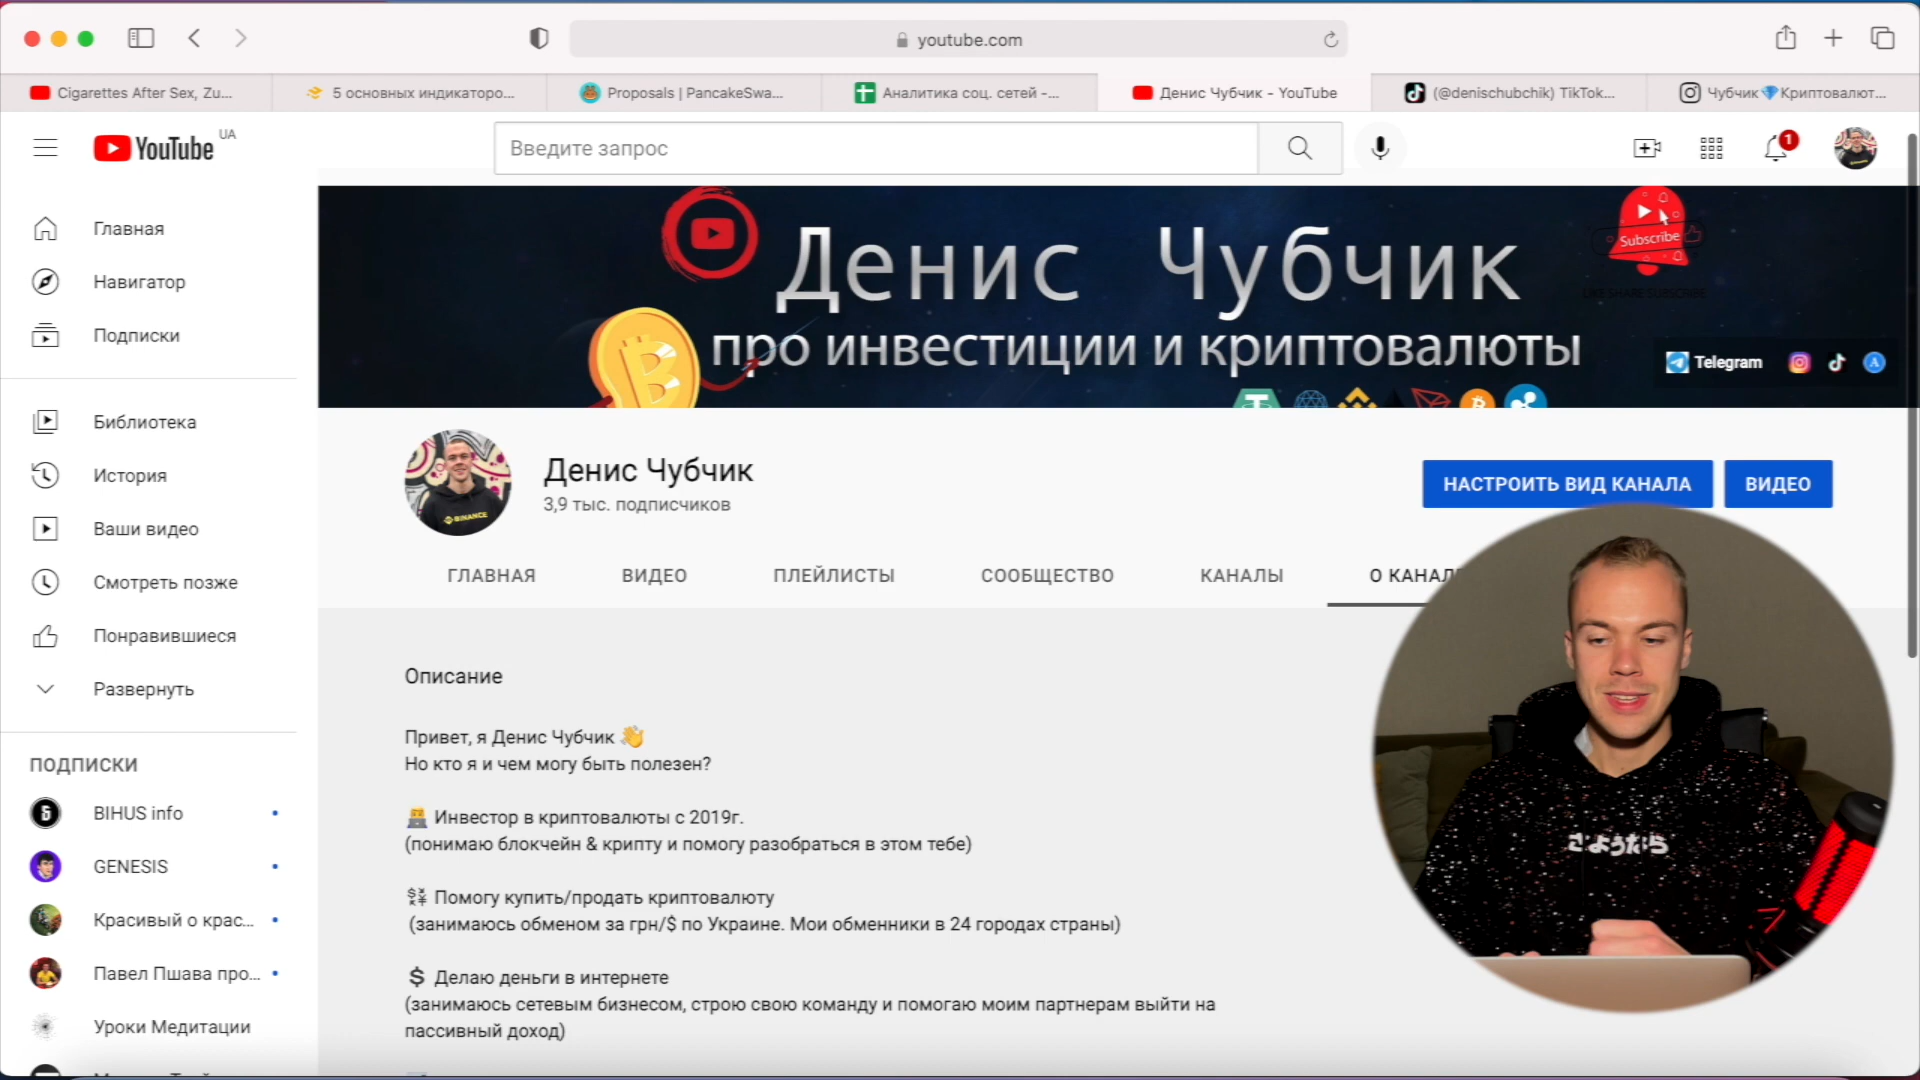 youtube.com
Cigarettes After Sex, Zu...
5 основных индикаторо...
Proposals | PancakeSwa...
Аналитика соц. сетей -...
Денис Чубчик - YouTube
(@denischubchik) TikTok...
Чубчик💎Криптовалют...
YouTube UA
Введите запрос
1
Главная
Навигатор
Подписки
Библиотека
История
Ваши видео
Смотреть позже
Понравившиеся
Развернуть
ПОДПИСКИ
BIHUS info
GENESIS
Красивый о крас...
Павел Пшава про...
Уроки Медитации
Денис Чубчик
про инвестиции и криптовалюты
Subscribe
LIKE SHARE SUBSCRIBE
Telegram
Денис Чубчик
3,9 тыс. подписчиков
BINANCE
НАСТРОИТЬ ВИД КАНАЛА
ВИДЕО
ГЛАВНАЯ
ВИДЕО
ПЛЕЙЛИСТЫ
СООБЩЕСТВО
КАНАЛЫ
О КАНАЛ
Описание
Привет, я Денис Чубчик 👋
Но кто я и чем могу быть полезен?
👨‍💻 Инвестор в криптовалюты с 2019г.
(понимаю блокчейн & крипту и помогу разобраться в этом тебе)
💱 Помогу купить/продать криптовалюту
(занимаюсь обменом за грн/$ по Украине. Мои обменники в 24 городах страны)
💲 Делаю деньги в интернете
(занимаюсь сетевым бизнесом, строю свою команду и помогаю моим партнерам выйти на
пассивный доход)
さようなら